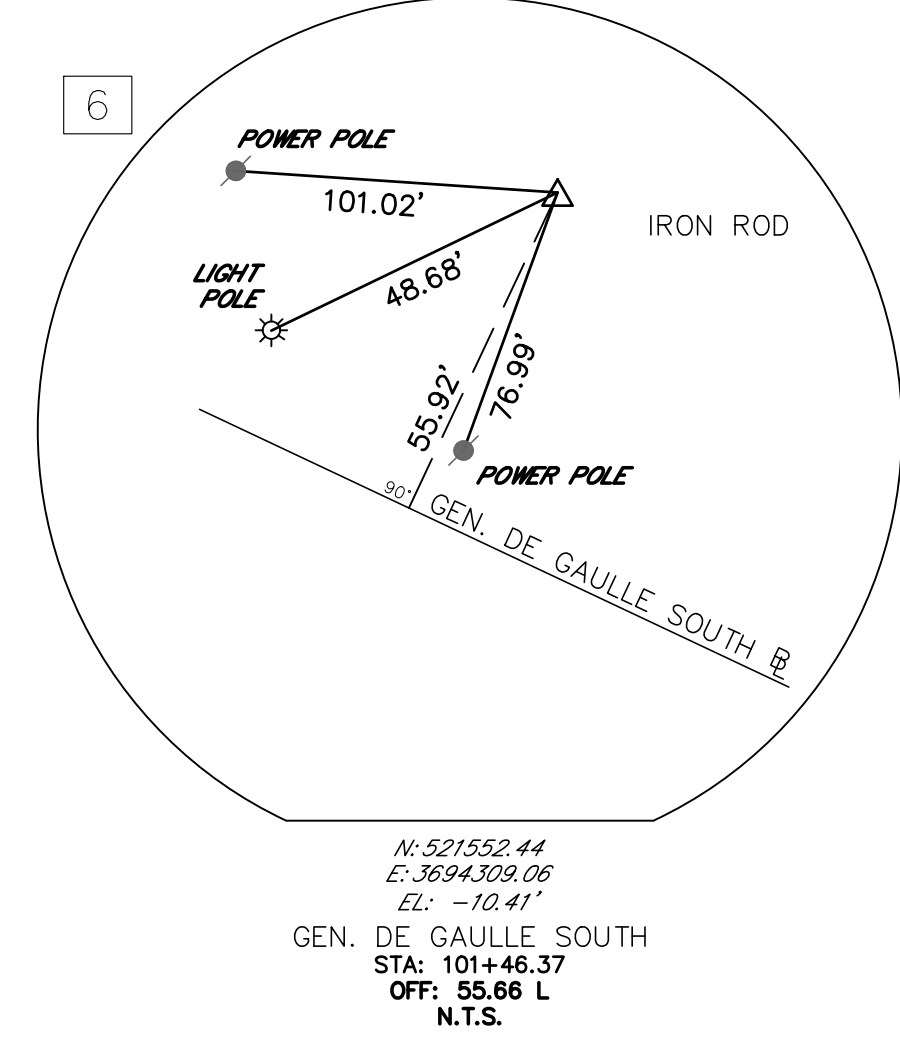 6
POWER POLE
101.02'
IRON ROD
LIGHT
POLE
48.68'
55.92'
76.99'
POWER POLE
90°
GEN. DE GAULLE SOUTH BL
N: 521552.44
E: 3694309.06
EL: -10.41'
GEN. DE GAULLE SOUTH
STA: 101+46.37
OFF: 55.66 L
N.T.S.